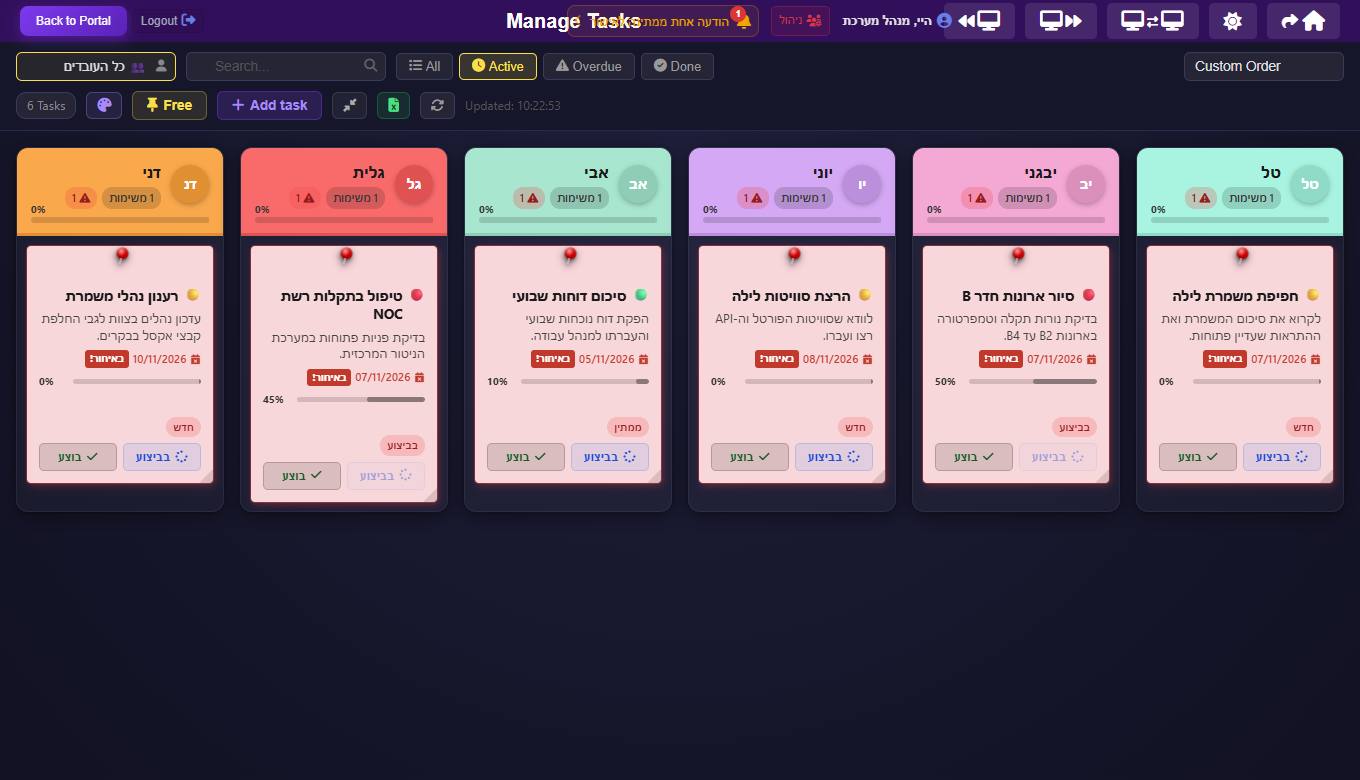 Back to Portal
Logout
Manage Tasks
הודעה אחת
1
ניהול
היי, מנהל מערכת
כל העובדים
Search...
All
Active
Overdue
Done
Custom Order
6 Tasks
Free
+ Add task
Updated: 10:22:53
טל
טל
1 משימות
1
0%
חפיפת משמרת לילה
לקרוא את סיכום המשמרת ואת
ההתראות שעדיין פתוחות.
07/11/2026
באיחור!
0%
חדש
בביצוע
בוצע
יב
יבגני
1 משימות
1
0%
סיור ארונות חדר B
בדיקת נורות תקלה וטמפרטורה
בארונות B2 עד B4.
07/11/2026
באיחור!
50%
בביצוע
בביצוע
בוצע
יו
יוני
1 משימות
1
0%
הרצת סוויטות לילה
לוודא שסוויטות הפורטל וה-API
רצו ועברו.
08/11/2026
באיחור!
0%
חדש
בביצוע
בוצע
אב
אבי
1 משימות
1
0%
סיכום דוחות שבועי
הפקת דוח נוכחות שבועי
והעברתו למנהל עבודה.
05/11/2026
באיחור!
10%
ממתין
בביצוע
בוצע
גל
גלית
1 משימות
1
0%
טיפול בתקלות רשת
NOC
בדיקת פניות פתוחות במערכת
הניטור המרכזית.
07/11/2026
באיחור!
45%
בביצוע
בביצוע
בוצע
דנ
דני
1 משימות
1
0%
רענון נהלי משמרת
עדכון נהלים בצוות לגבי החלפת
קבצי אקסל בבקרים.
10/11/2026
באיחור!
0%
חדש
בביצוע
בוצע